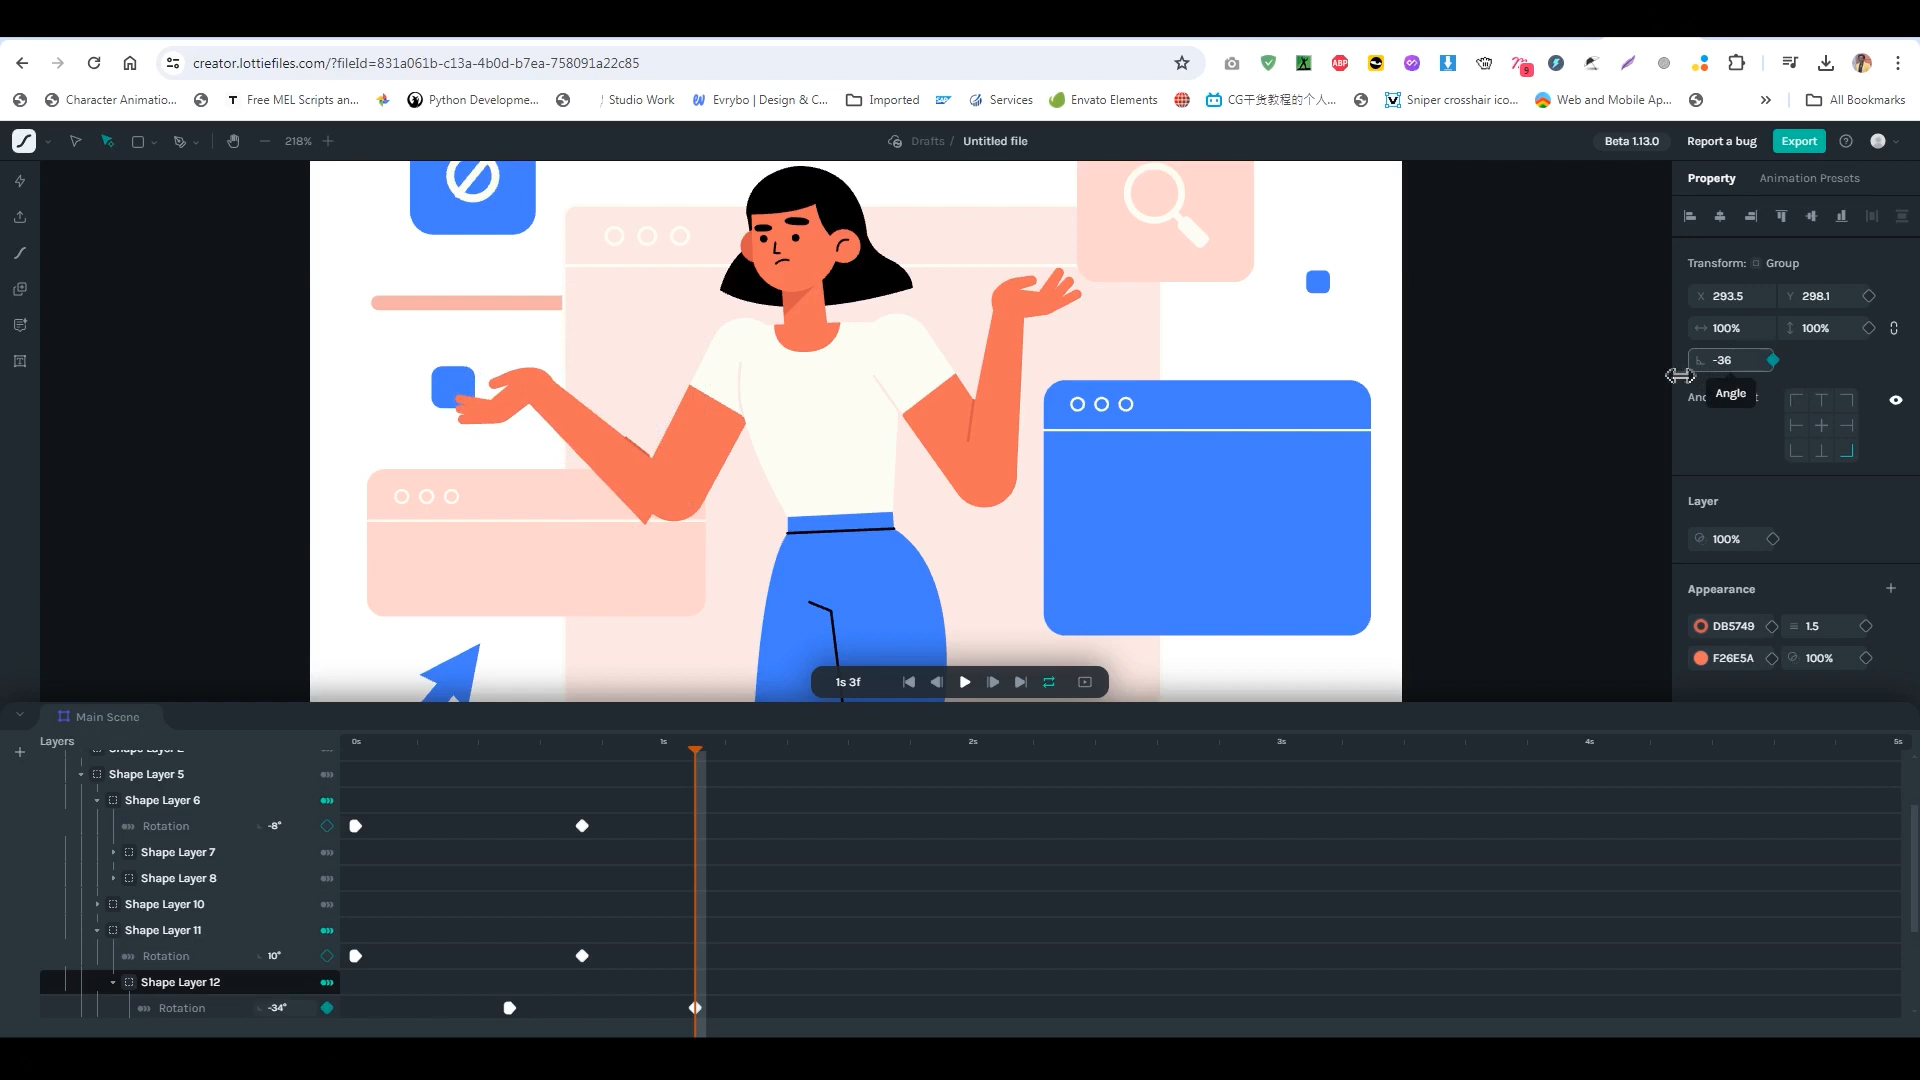 creator.lottiefiles.com/?fileId=831a061b-c13a-4b0d-b7ea-758091a22c85
ABP
9
Character Animatio...
T Free MEL Scripts an...
Python Developme...
Studio Work
Evrybo | Design & C...
Imported
SAP
Services
Envato Elements
CG干货教程的个人...
Sniper crosshair ico...
Web and Mobile Ap...
All Bookmarks
218%
Drafts / Untitled file
Beta 1.13.0
Report a bug
Export
Property
Animation Presets
Transform: Group
X 293.5
Y 298.1
100%
100%
-36
Angle
Layer
100%
Appearance
DB5749
1.5
F26E5A
100%
1s 3f
Main Scene
Layers
0s
1s
2s
3s
4s
5s
Shape Layer 5
Shape Layer 6
Rotation -8°
Shape Layer 7
Shape Layer 8
Shape Layer 10
Shape Layer 11
Rotation 10°
Shape Layer 12
Rotation -34°